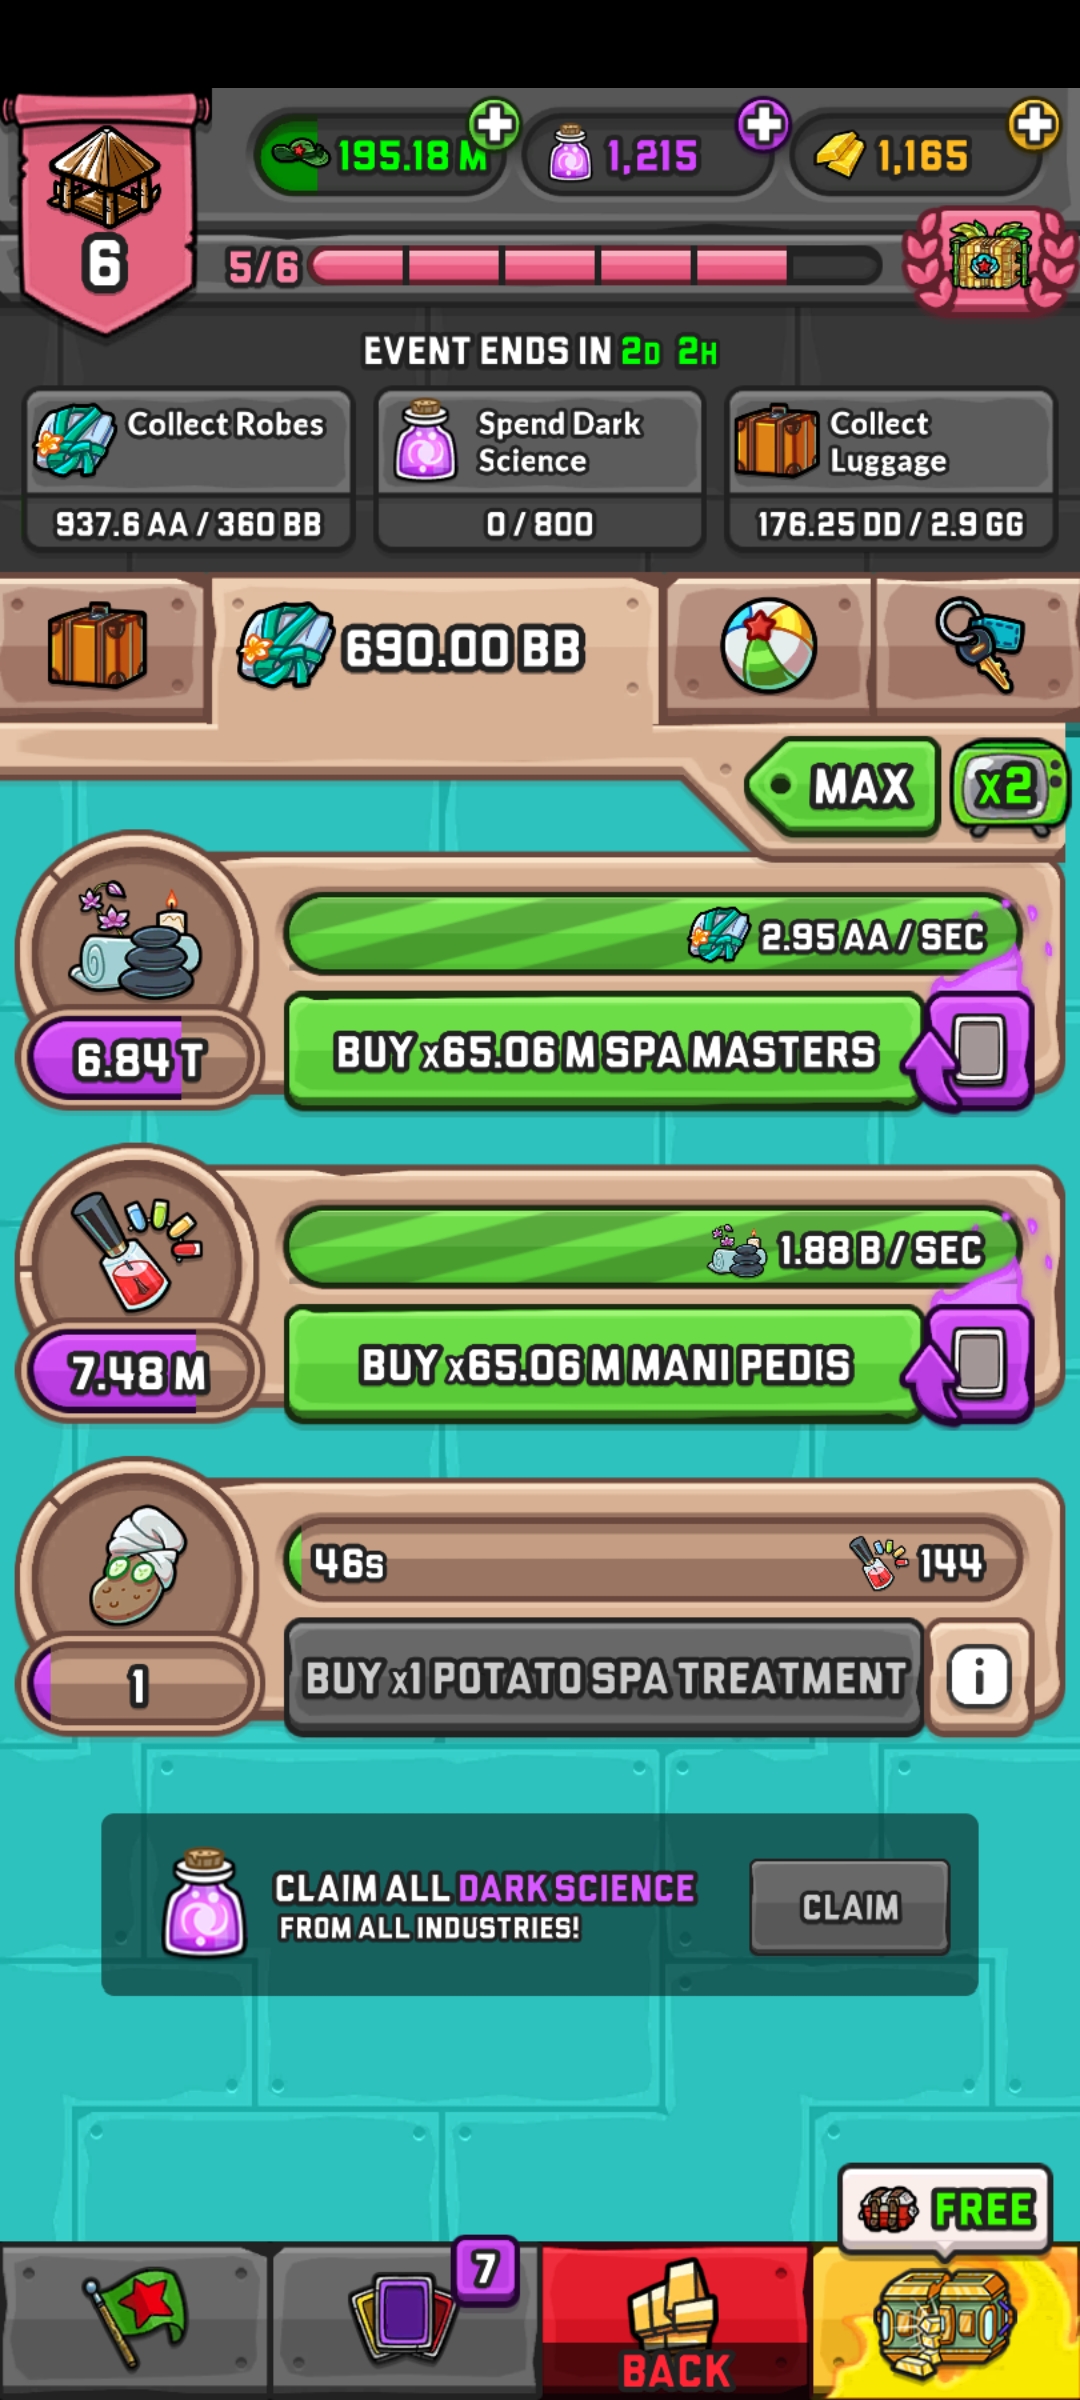 195.18 M
1,215
1,165
6
5/6
EVENT ENDS IN 2D 2H
Collect Robes
937.6 AA / 360 BB
Spend Dark
Science
0 / 800
Collect
Luggage
176.25 DD / 2.9 GG
690.00 BB
MAX
x2
2.95 AA / SEC
6.84 T
BUY x65.06 M SPA MASTERS
1.88 B / SEC
7.48 M
BUY x65.06 M MANI PEDIS
46s
144
1
BUY x1 POTATO SPA TREATMENT
i
CLAIM ALL DARK SCIENCE
FROM ALL INDUSTRIES!
CLAIM
FREE
7
BACK